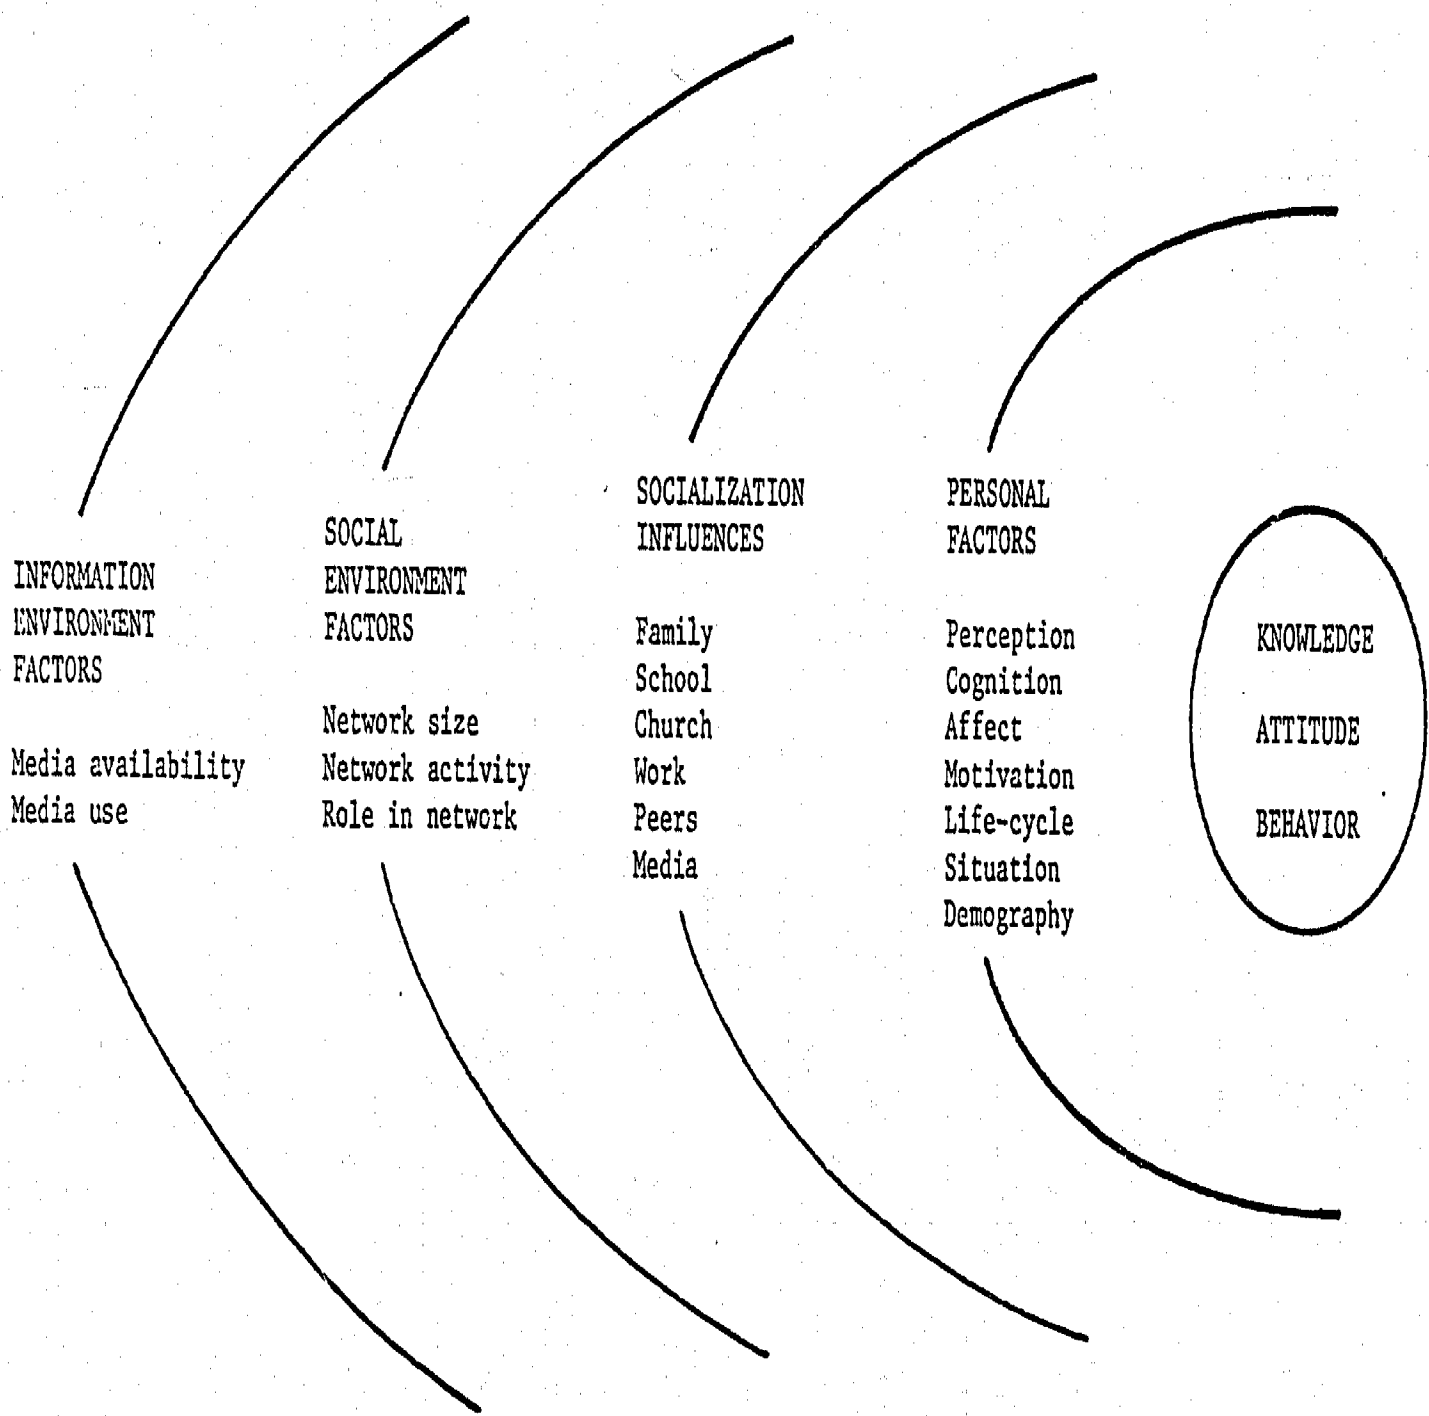 INFORMATION
ENVIRONMENT
FACTORS
Media availability
Media use
SOCIAL
ENVIRONMENT
FACTORS
Network size
Network activity
Role in network
SOCIALIZATION
INFLUENCES
Family
School
Church
Work
Peers
Media
PERSONAL
FACTORS
Perception
Cognition
Affect
Motivation
Life-cycle
Situation
Demography
KNOWLEDGE
ATTITUDE
BEHAVIOR